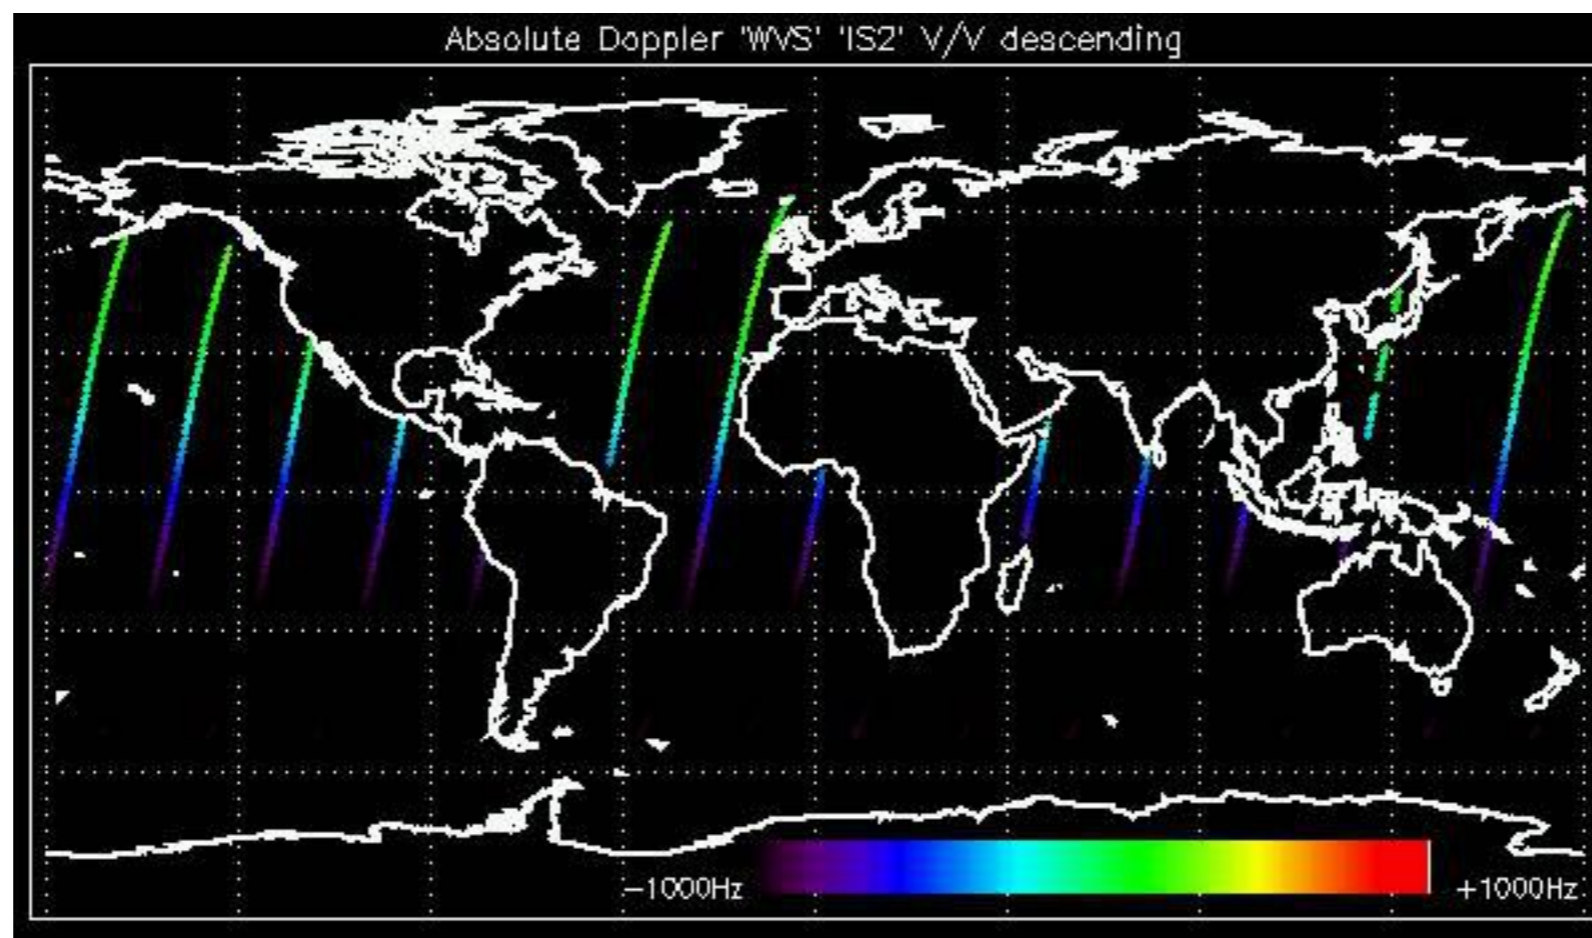 Absolute Doppler 'WVS' 'IS2' V/V descending
−1000Hz
+1000Hz